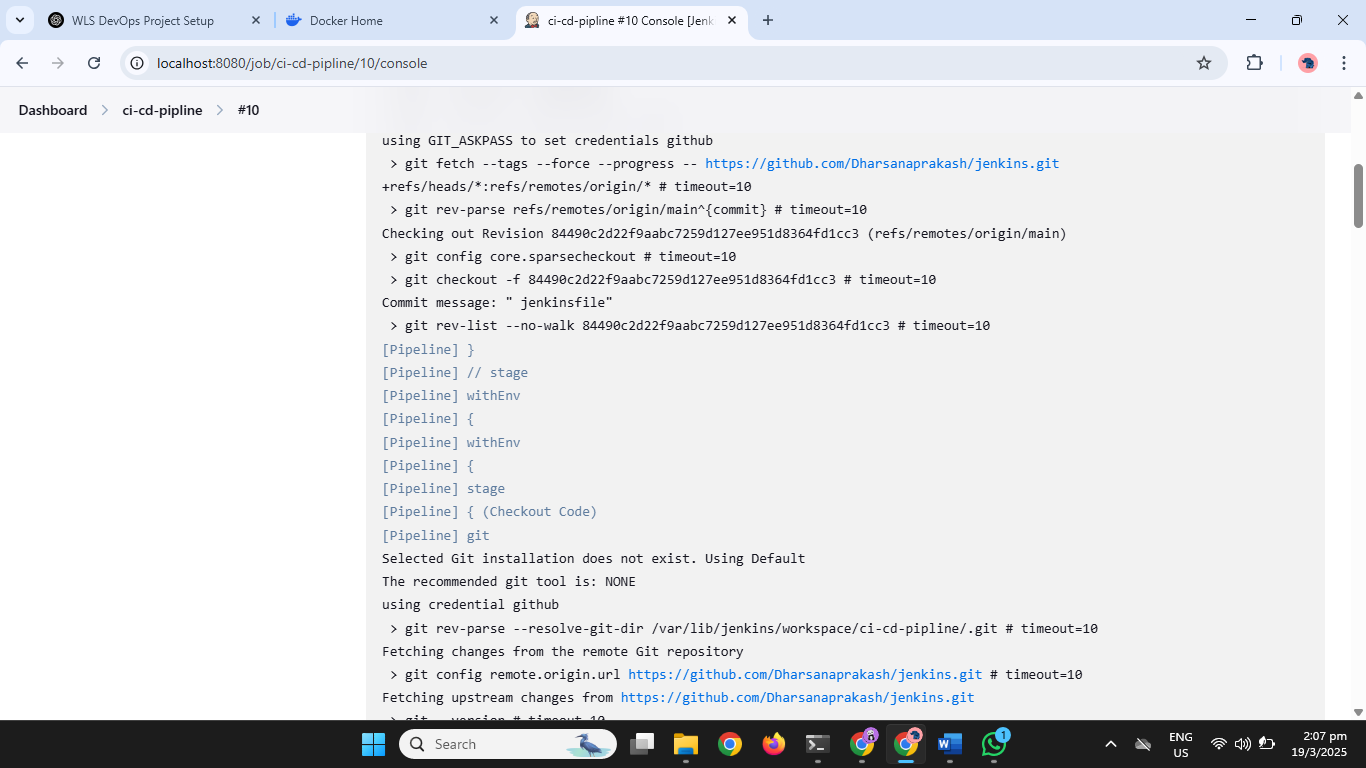 WLS DevOps Project Setup
Docker Home
ci-cd-pipline #10 Console [Jenk
localhost:8080/job/ci-cd-pipline/10/console
Dashboard > ci-cd-pipline > #10
using GIT_ASKPASS to set credentials github
> git fetch --tags --force --progress -- https://github.com/Dharsanaprakash/jenkins.git
+refs/heads/*:refs/remotes/origin/* # timeout=10
> git rev-parse refs/remotes/origin/main^{commit} # timeout=10
Checking out Revision 84490c2d22f9aabc7259d127ee951d8364fd1cc3 (refs/remotes/origin/main)
> git config core.sparsecheckout # timeout=10
> git checkout -f 84490c2d22f9aabc7259d127ee951d8364fd1cc3 # timeout=10
Commit message: " jenkinsfile"
> git rev-list --no-walk 84490c2d22f9aabc7259d127ee951d8364fd1cc3 # timeout=10
[Pipeline] }
[Pipeline] // stage
[Pipeline] withEnv
[Pipeline] {
[Pipeline] withEnv
[Pipeline] {
[Pipeline] stage
[Pipeline] { (Checkout Code)
[Pipeline] git
Selected Git installation does not exist. Using Default
The recommended git tool is: NONE
using credential github
> git rev-parse --resolve-git-dir /var/lib/jenkins/workspace/ci-cd-pipline/.git # timeout=10
Fetching changes from the remote Git repository
> git config remote.origin.url https://github.com/Dharsanaprakash/jenkins.git # timeout=10
Fetching upstream changes from https://github.com/Dharsanaprakash/jenkins.git
> git --version # timeout=10
Search
1
ENG
US
2:07 pm
19/3/2025